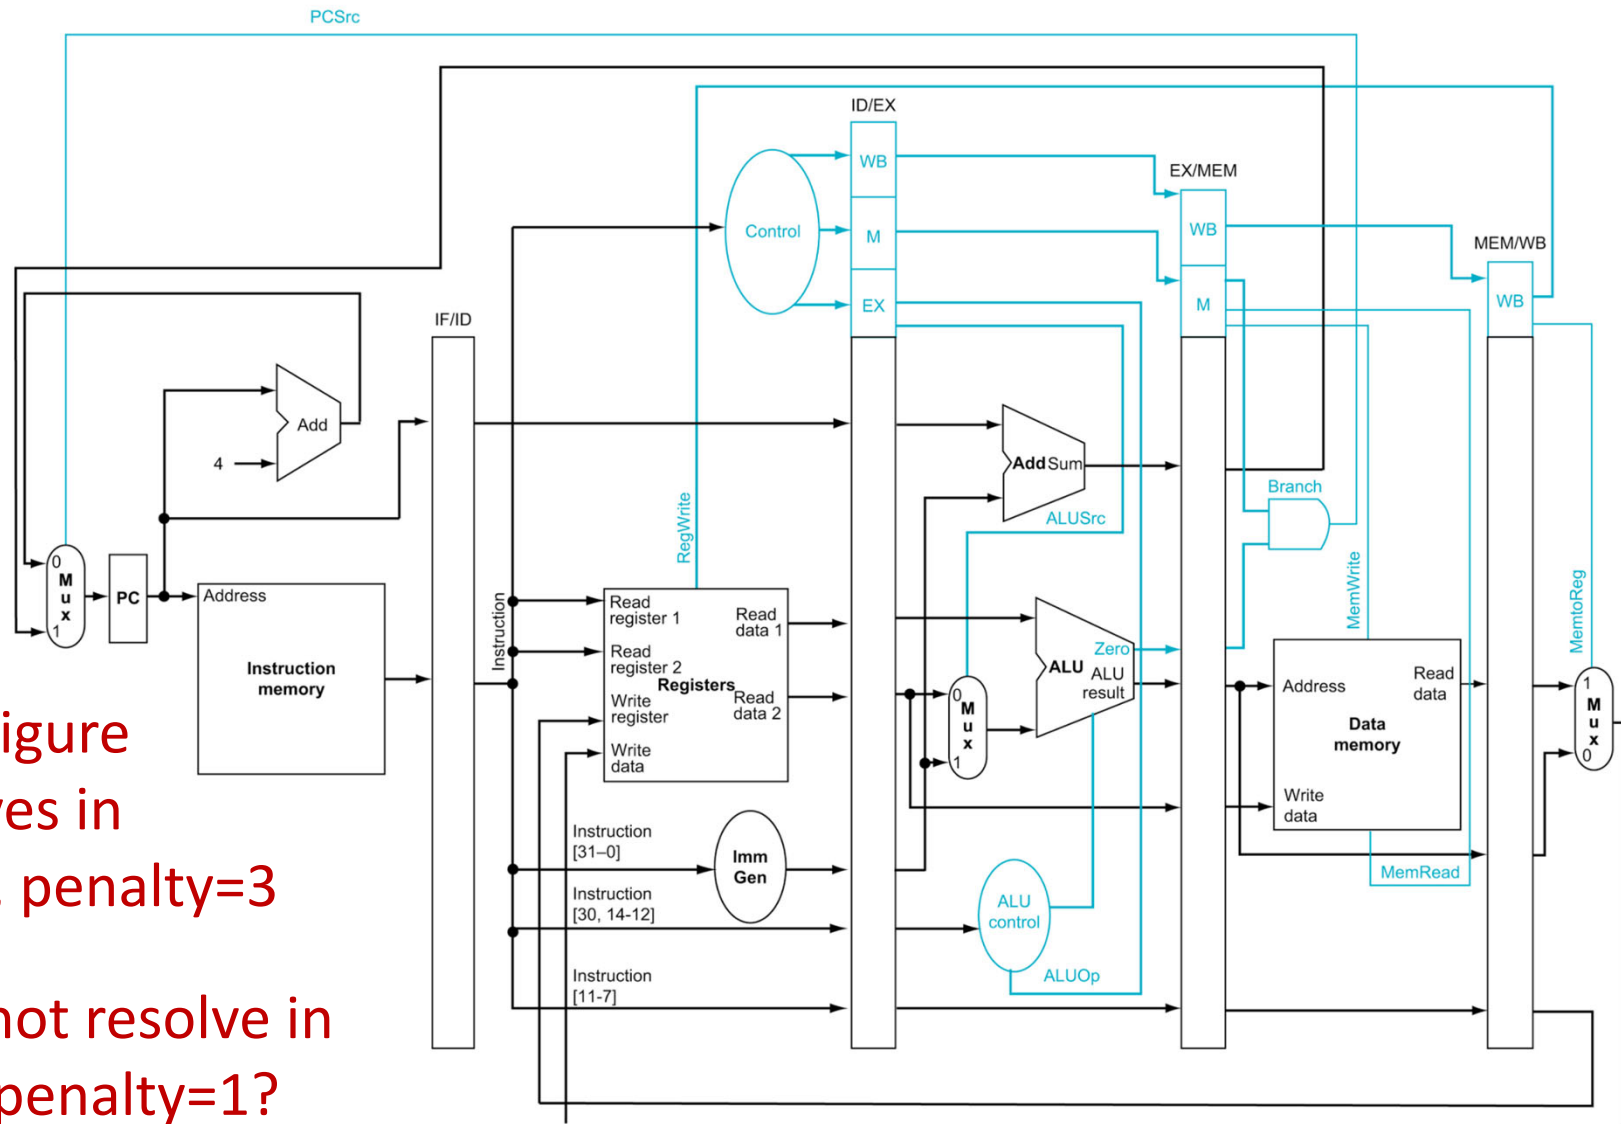 PCSrc
ID/EX
WB
EX/MEM
Control
M
WB
MEM/WB
EX
M
WB
IF/ID
Add
4
Add Sum
Branch
ALUSrc
RegWrite
MemWrite
MemtoReg
0
Mux
1
PC
Address
Instruction
memory
Instruction
Read
register 1
Read
data 1
Read
register 2
Registers
Write
register
Read
data 2
Write
data
Zero
ALU
ALU
result
0
Mux
1
Address
Read
data
Data
memory
Write
data
1
Mux
0
MemRead
Instruction
[31–0]
Imm
Gen
Instruction
[30, 14-12]
ALU
control
Instruction
[11-7]
ALUOp
in
penalty=3
not resolve in
penalty=1?